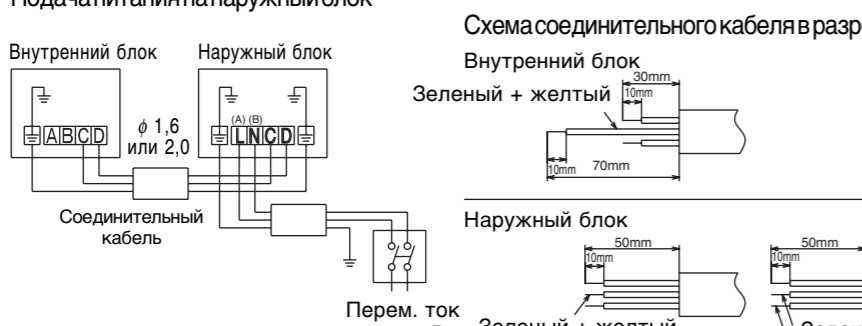 Подача питания на наружный блок
Внутренний блок
Наружный блок
A B C D
ϕ 1,6
или 2,0
(A) (B)
L N C D
Соединительный
кабель
Перем. ток
Схема соединительного кабеля в разр
Внутренний блок
30mm
Зеленый + желтый
10mm
10mm
70mm
Наружный блок
50mm
10mm
50mm
10mm
Зеленый + желтый